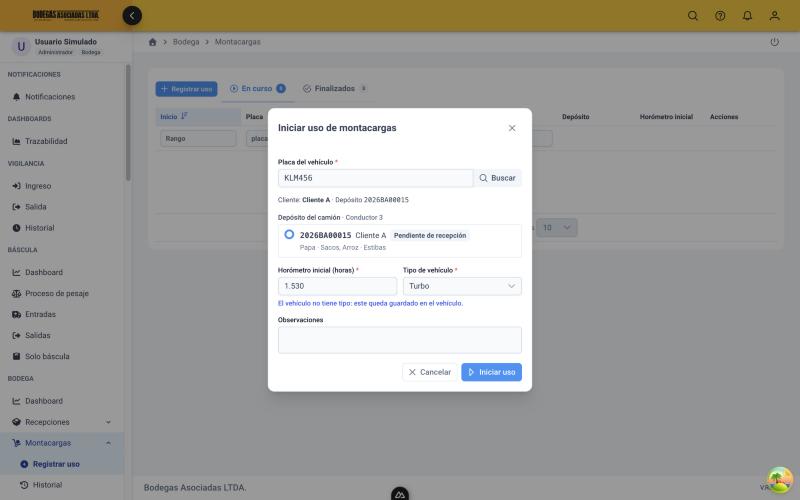 BODEGAS ASOCIADAS LTDA.
U
Usuario Simulado
Administrador Bodega
NOTIFICACIONES
Notificaciones
DASHBOARDS
Trazabilidad
VIGILANCIA
Ingreso
Salida
Historial
BÁSCULA
Dashboard
Proceso de pesaje
Entradas
Salidas
Solo báscula
BODEGA
Dashboard
Recepciones
Montacargas
Registrar uso
Historial
Bodega > Montacargas
+ Registrar uso
En curso
Finalizados
Inicio
Placa
Depósito
Horómetro inicial
Acciones
Rango
placa
10
Iniciar uso de montacargas
Placa del vehículo *
KLM456
Buscar
Cliente: Cliente A · Depósito 2026BA00015
Depósito del camión · Conductor 3
2026BA00015 Cliente A Pendiente de recepción
Papa · Sacos, Arroz · Estibas
Horómetro inicial (horas) *
Tipo de vehículo *
1.530
Turbo
El vehículo no tiene tipo: este queda guardado en el vehículo.
Observaciones
Cancelar
Iniciar uso
Bodegas Asociadas LTDA.